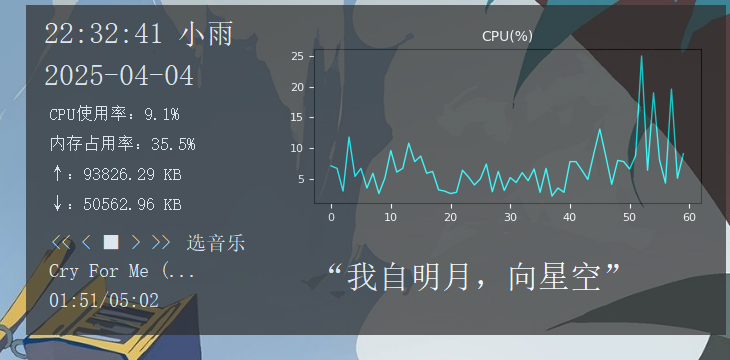 22:32:41 小雨
2025-04-04
CPU使用率：9.1%
内存占用率：35.5%
↑：93826.29 KB
↓：50562.96 KB
<< < ■ > >> 选音乐
Cry For Me (...
01:51/05:02
CPU(%)
25
20
15
10
5
0 10 20 30 40 50 60
“我自明月，向星空”